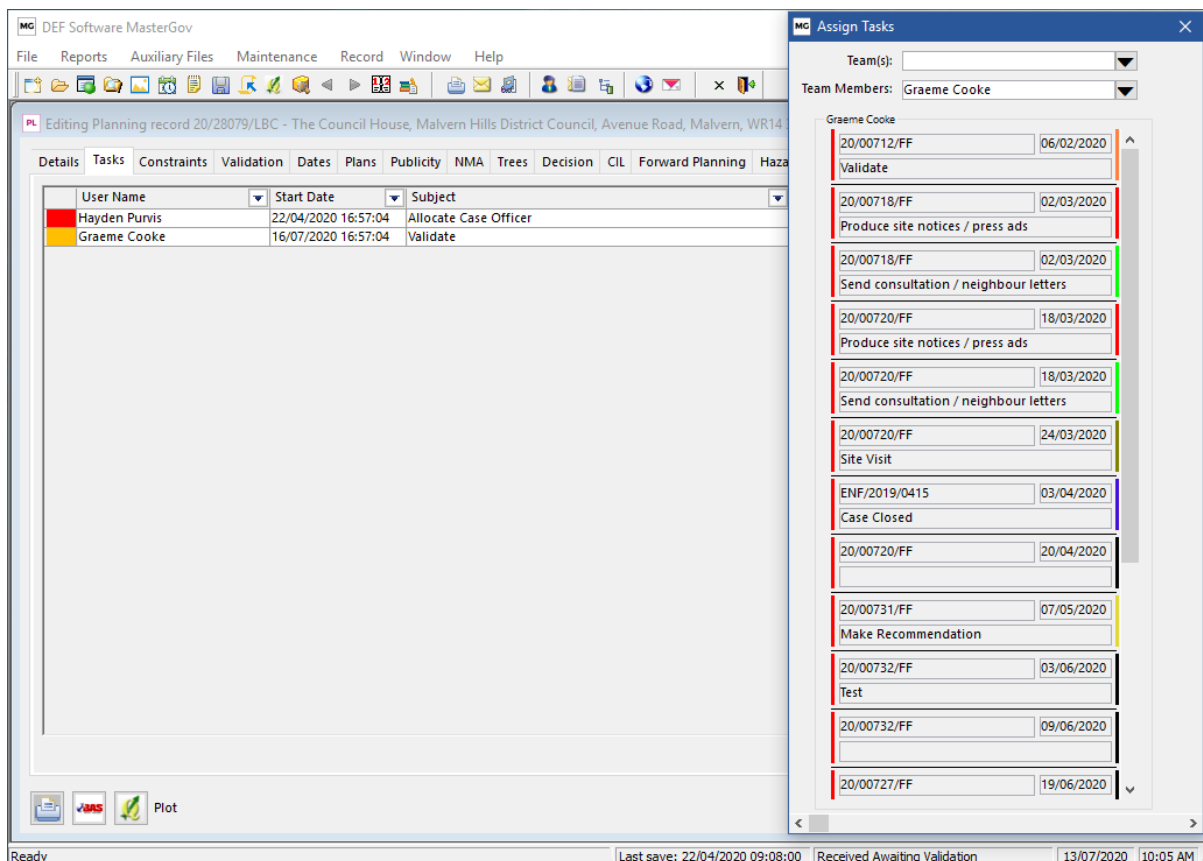 MG DEF Software MasterGov
File Reports Auxiliary Files Maintenance Record Window Help
PL Editing Planning record 20/28079/LBC - The Council House, Malvern Hills District Council, Avenue Road, Malvern, WR14
Details Tasks Constraints Validation Dates Plans Publicity NMA Trees Decision CIL Forward Planning Haza
User Name Start Date Subject
Hayden Purvis 22/04/2020 16:57:04 Allocate Case Officer
Graeme Cooke 16/07/2020 16:57:04 Validate
Plot
Ready Last save: 22/04/2020 09:08:00 Received Awaiting Validation 13/07/2020 10:05 AM
MG Assign Tasks
Team(s):
Team Members: Graeme Cooke
Graeme Cooke
20/00712/FF 06/02/2020
Validate
20/00718/FF 02/03/2020
Produce site notices / press ads
20/00718/FF 02/03/2020
Send consultation / neighbour letters
20/00720/FF 18/03/2020
Produce site notices / press ads
20/00720/FF 18/03/2020
Send consultation / neighbour letters
20/00720/FF 24/03/2020
Site Visit
ENF/2019/0415 03/04/2020
Case Closed
20/00720/FF 20/04/2020
20/00731/FF 07/05/2020
Make Recommendation
20/00732/FF 03/06/2020
Test
20/00732/FF 09/06/2020
20/00727/FF 19/06/2020